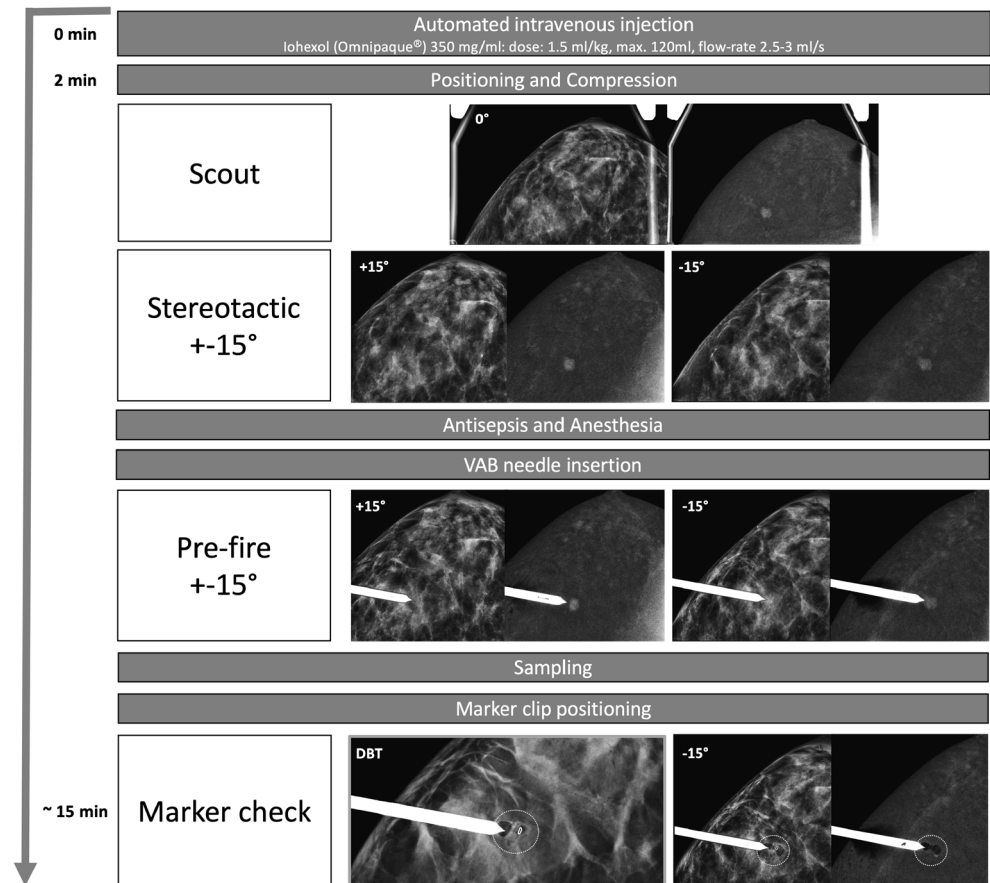 0 min
Automated intravenous injection
Iohexol (Omnipaque®) 350 mg/ml: dose: 1.5 ml/kg, max. 120ml, flow-rate 2.5-3 ml/s
2 min
Positioning and Compression
Scout
0°
Stereotactic
+-15°
+15°
-15°
Antisepsis and Anesthesia
VAB needle insertion
Pre-fire
+-15°
+15°
-15°
Sampling
Marker clip positioning
~ 15 min
Marker check
DBT
-15°